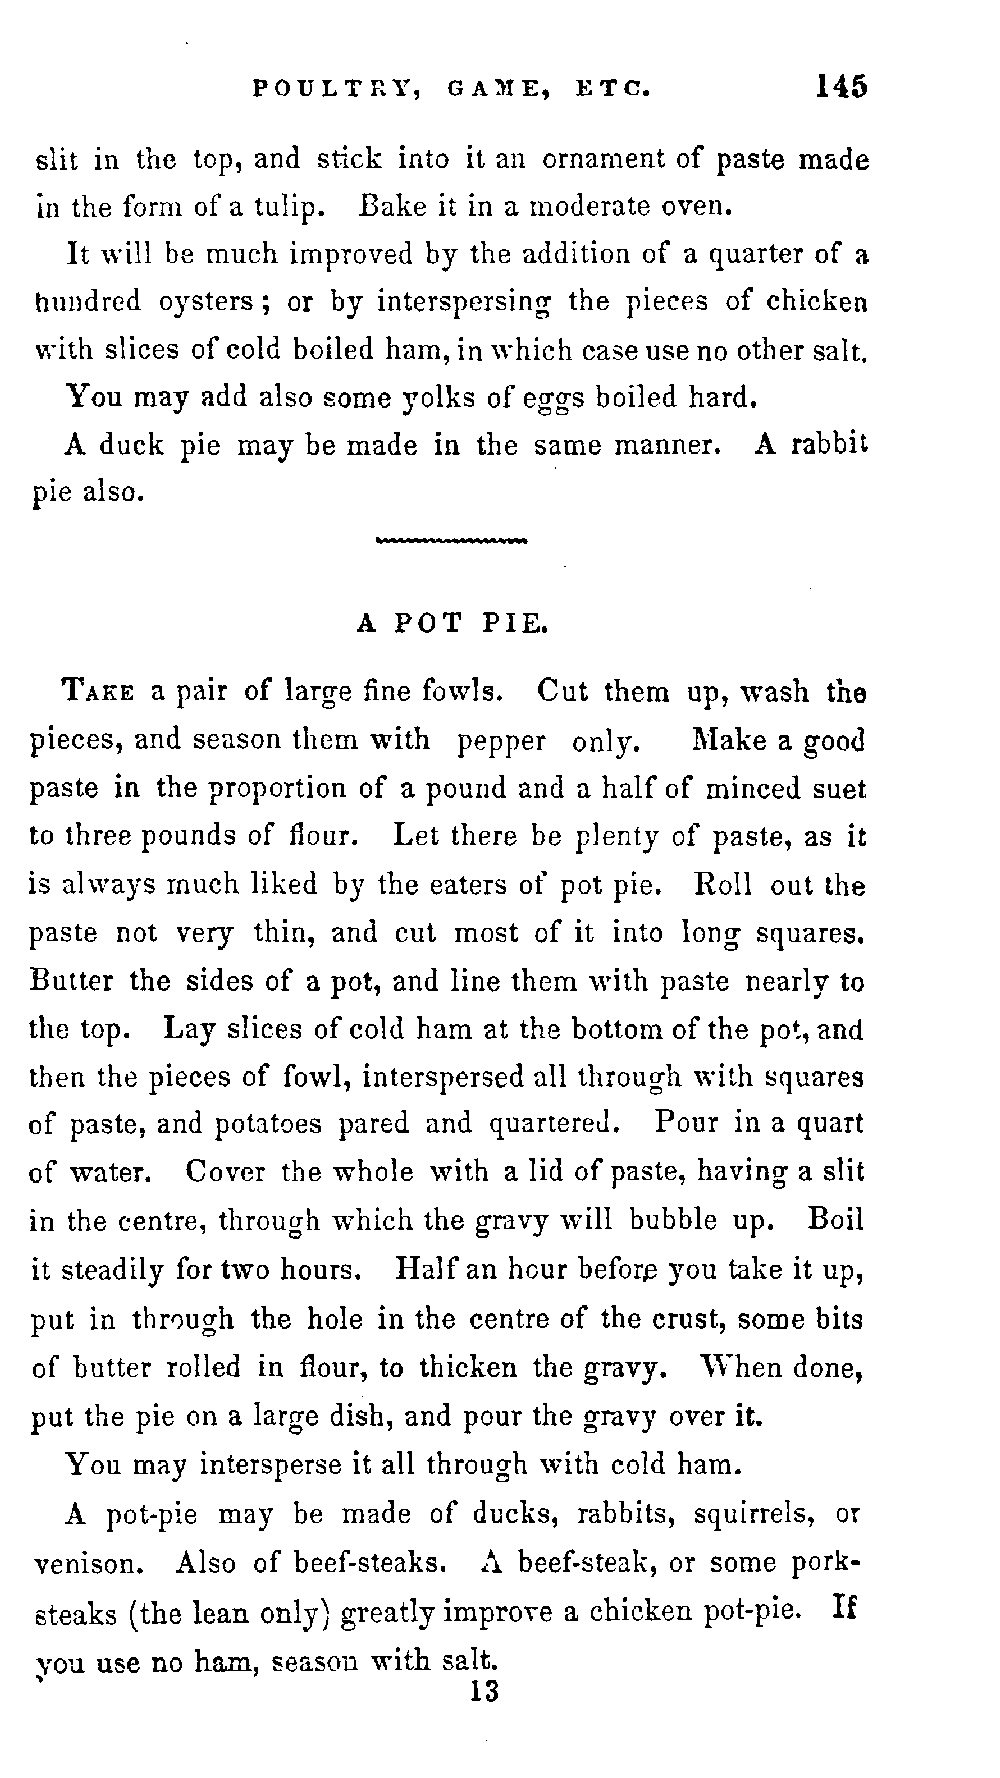 POULTRY, GAME, ETC. 145
slit in the top, and stick into it an ornament of paste made
in the form of a tulip. Bake it in a moderate oven.
It will be much improved by the addition of a quarter of a
hundred oysters; or by interspersing the pieces of chicken
with slices of cold boiled ham, in which case use no other salt.
You may add also some yolks of eggs boiled hard.
A duck pie may be made in the same manner. A rabbit
pie also.
A POT PIE.
TAKE a pair of large fine fowls. Cut them up, wash the
pieces, and season them with pepper only. Make a good
paste in the proportion of a pound and a half of minced suet
to three pounds of flour. Let there be plenty of paste, as it
is always much liked by the eaters of pot pie. Roll out the
paste not very thin, and cut most of it into long squares.
Butter the sides of a pot, and line them with paste nearly to
the top. Lay slices of cold ham at the bottom of the pot, and
then the pieces of fowl, interspersed all through with squares
of paste, and potatoes pared and quartered. Pour in a quart
of water. Cover the whole with a lid of paste, having a slit
in the centre, through which the gravy will bubble up. Boil
it steadily for two hours. Half an hour before you take it up,
put in through the hole in the centre of the crust, some bits
of butter rolled in flour, to thicken the gravy. When done,
put the pie on a large dish, and pour the gravy over it.
You may intersperse it all through with cold ham.
A pot-pie may be made of ducks, rabbits, squirrels, or
venison. Also of beef-steaks. A beef-steak, or some pork-
steaks (the lean only) greatly improve a chicken pot-pie. If
you use no ham, season with salt.
13